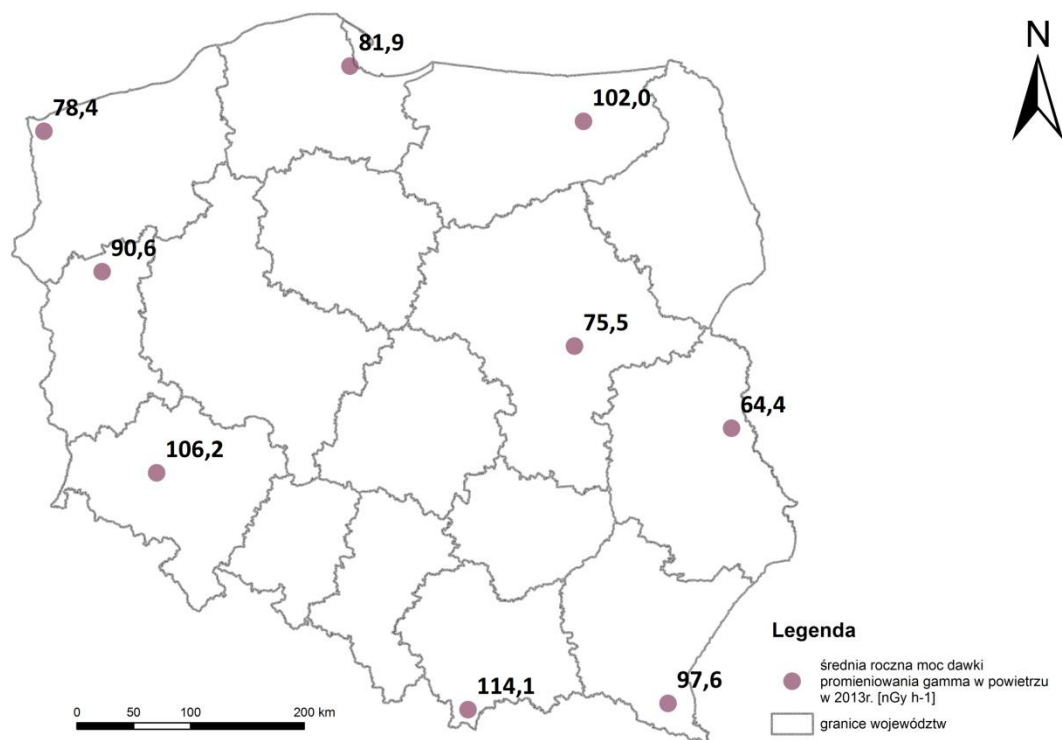 81,9
N
78,4
102,0
90,6
75,5
64,4
106,2
Legenda
średnia roczna moc dawki
promieniowania gamma w powietrzu
w 2013r. [nGy h-1]
granice województw
97,6
114,1
0 50 100 200 km